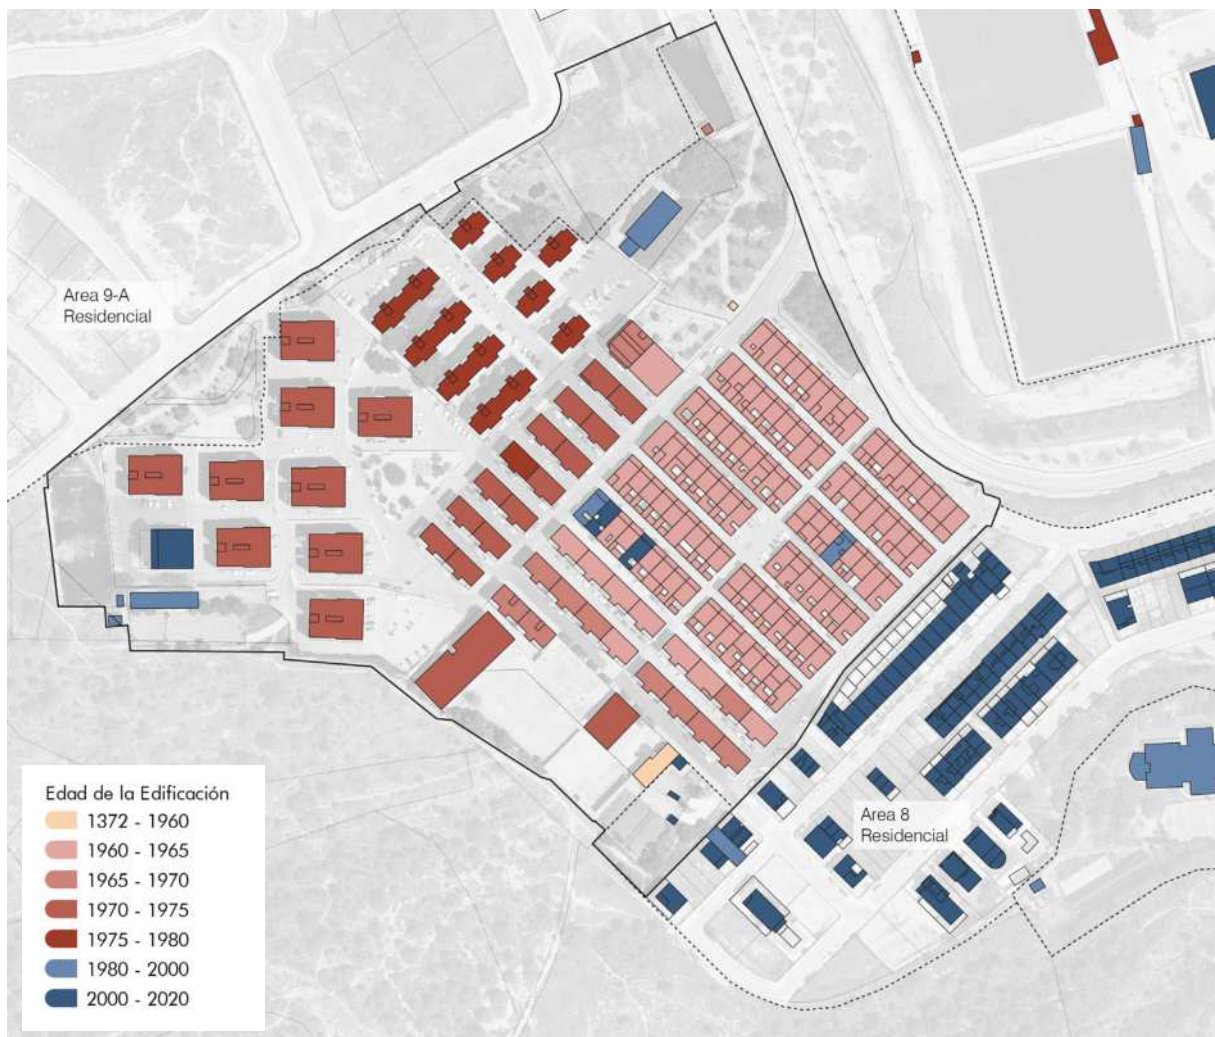 Area 9-A
Residencial
Edad de la Edificación
1372 - 1960
1960 - 1965
1965 - 1970
1970 - 1975
1975 - 1980
1980 - 2000
2000 - 2020
Area 8
Residencial